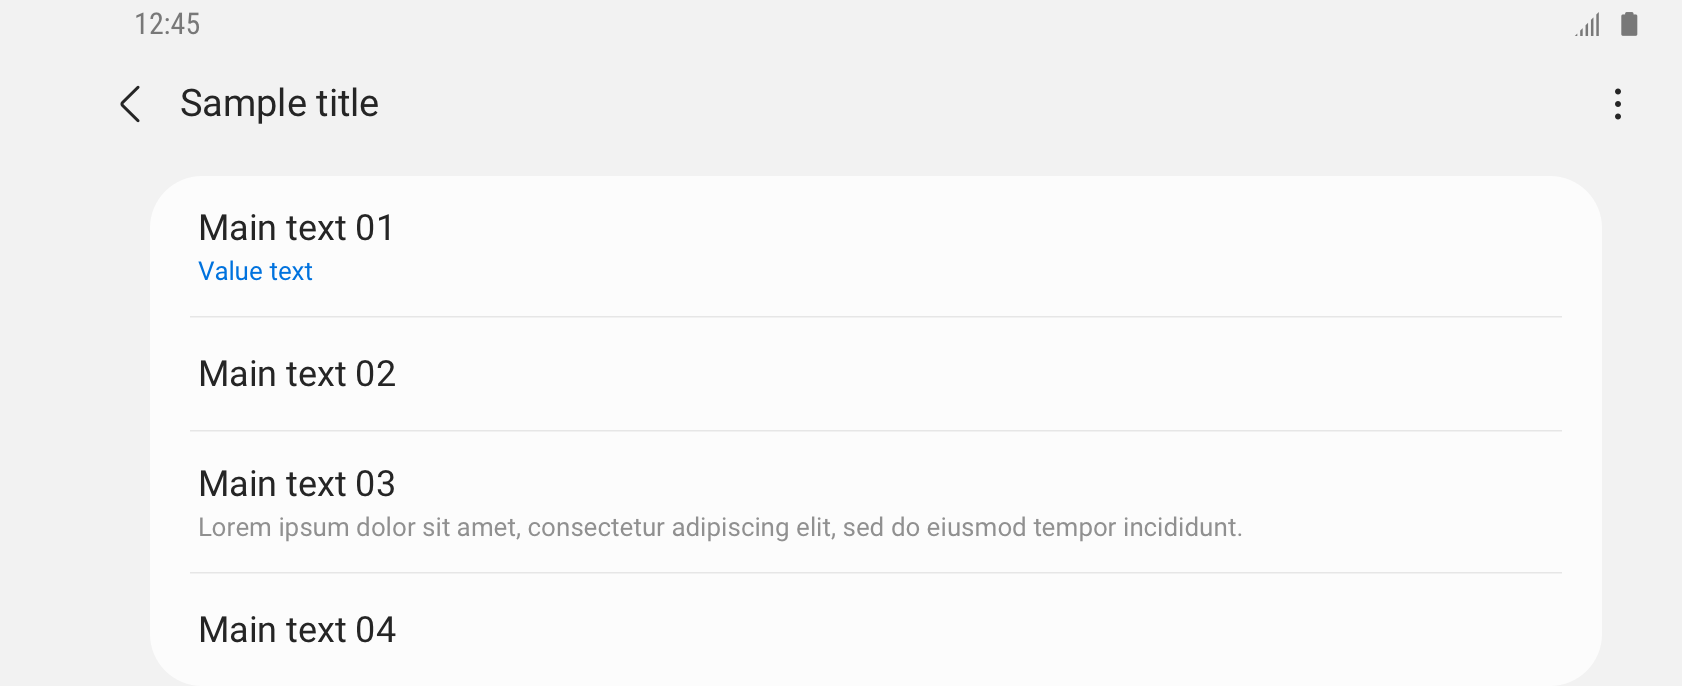 12:45
Sample title
Main text 01
Value text
Main text 02
Main text 03
Lorem ipsum dolor sit amet, consectetur adipiscing elit, sed do eiusmod tempor incididunt.
Main text 04